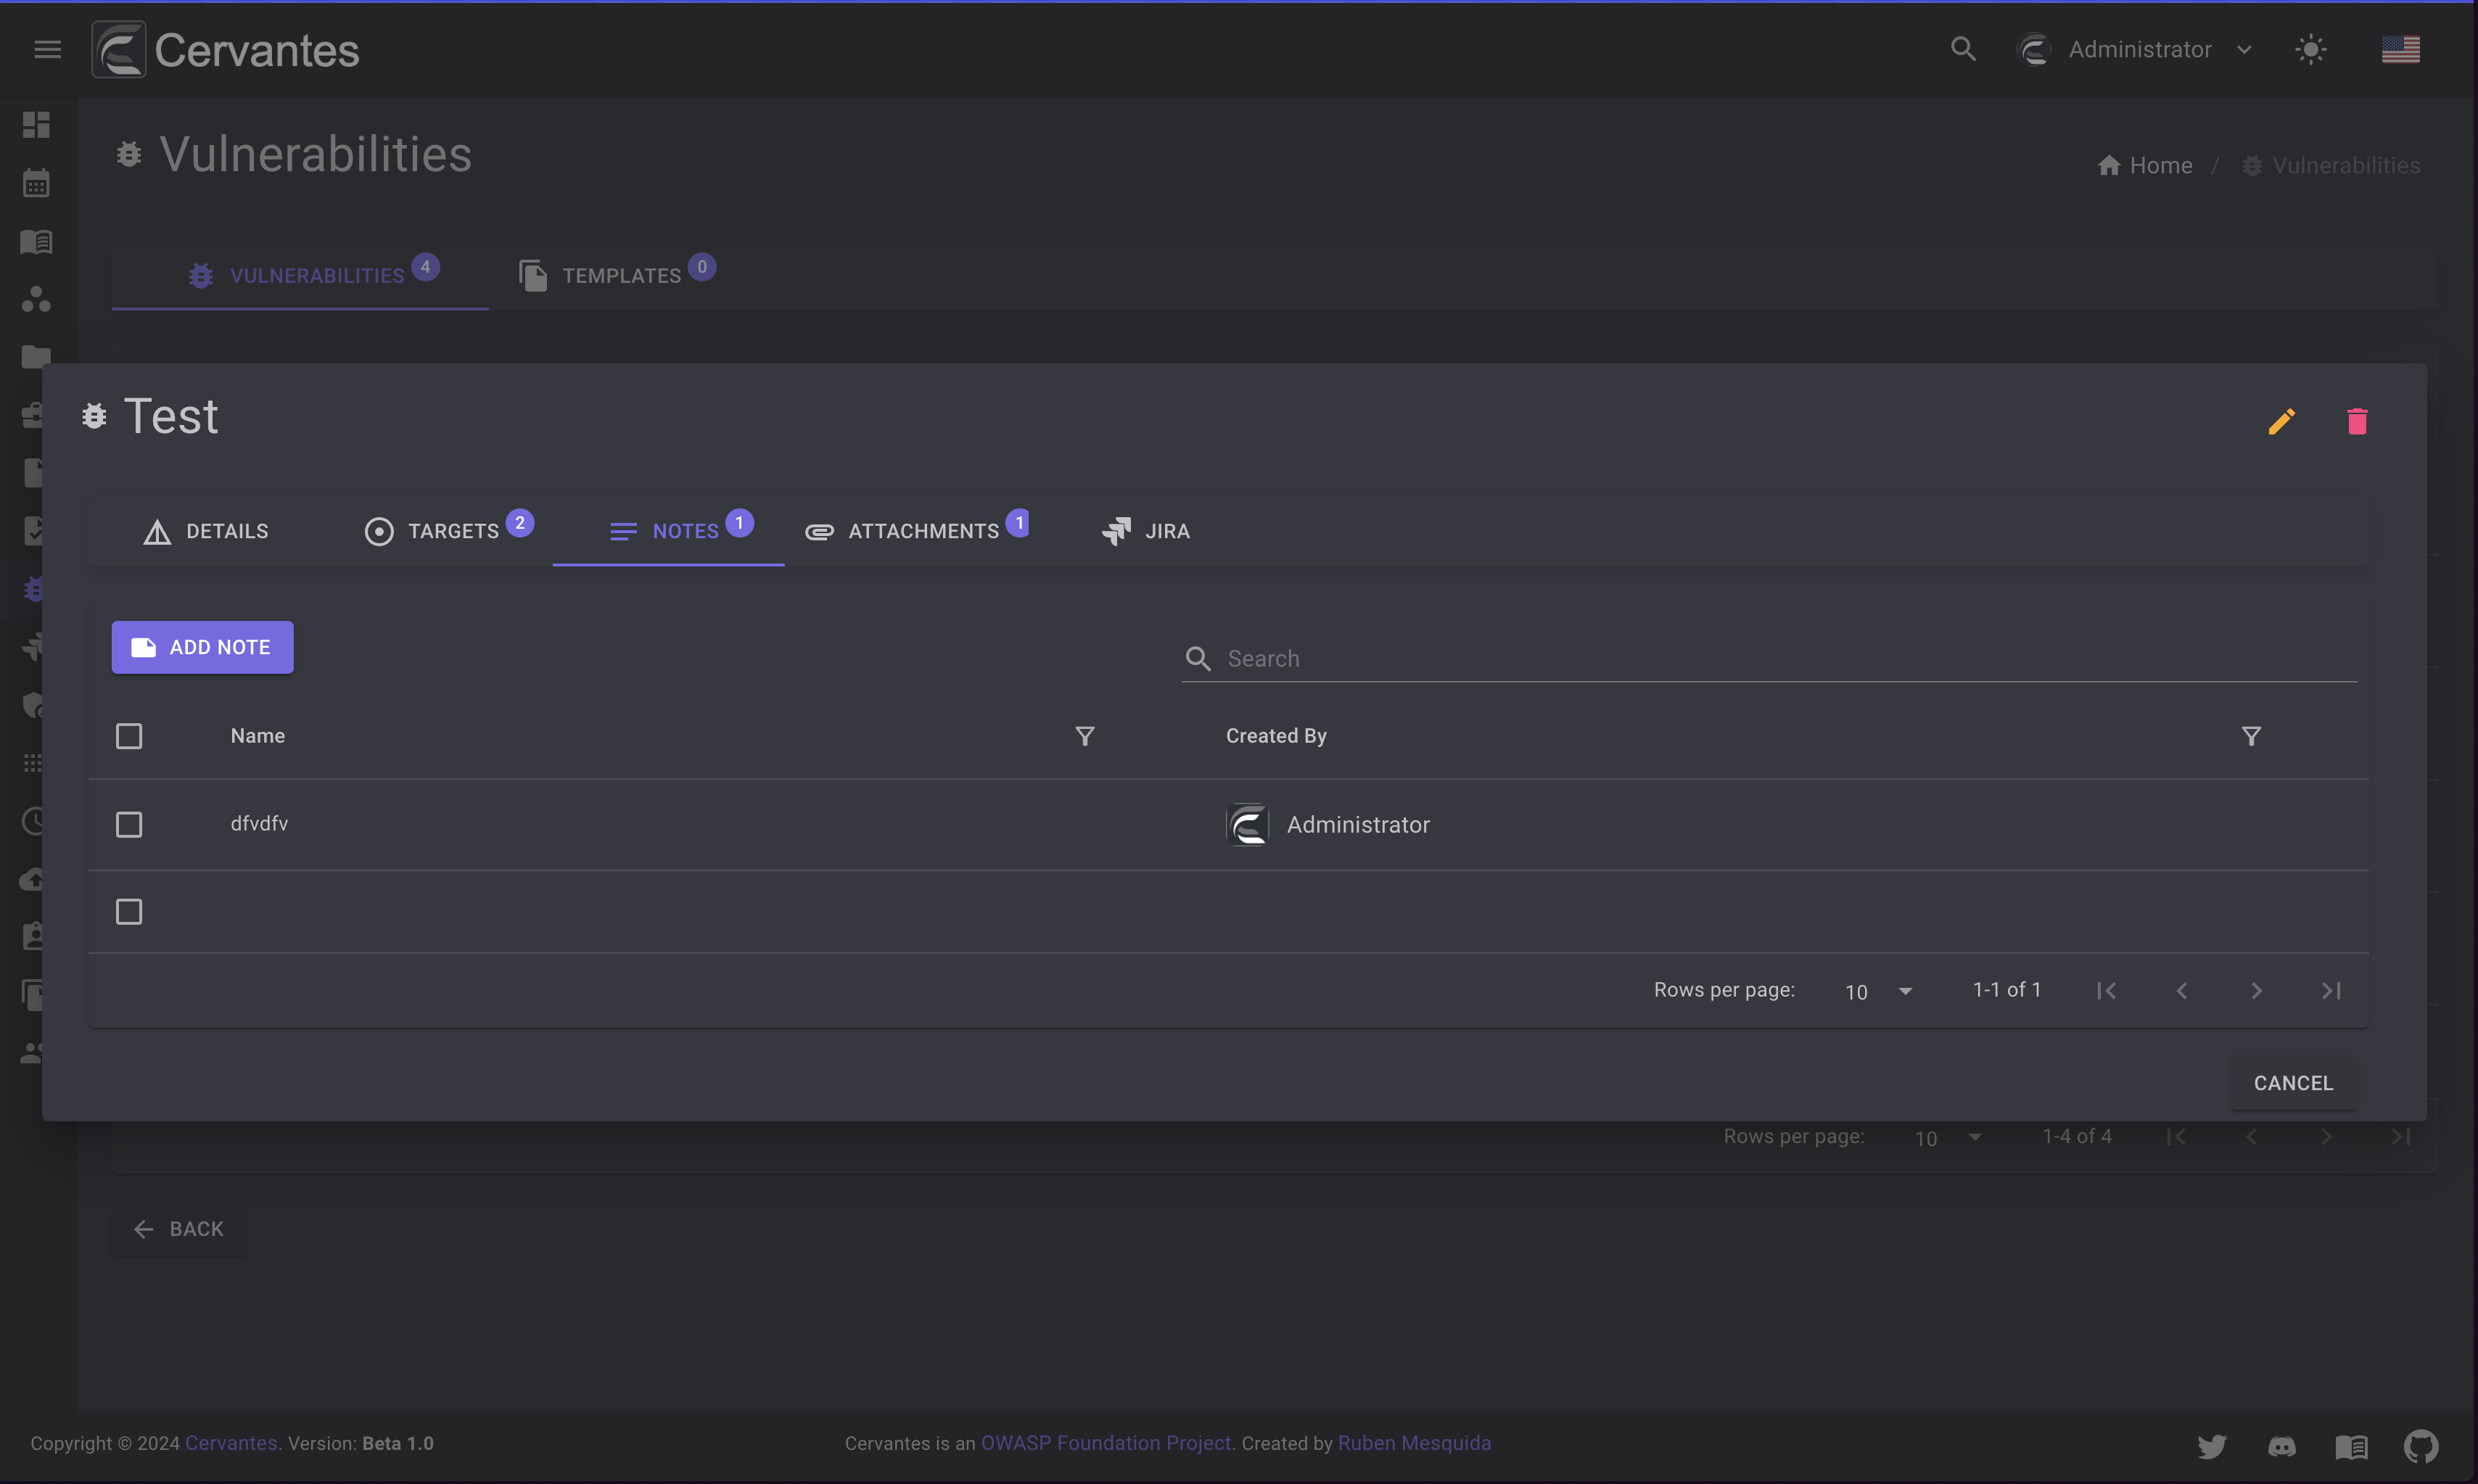 Cervantes
Administrator
Vulnerabilities
Home / Vulnerabilities
VULNERABILITIES 4 TEMPLATES 0
Test
DETAILS TARGETS 2 NOTES 1 ATTACHMENTS 1 JIRA
ADD NOTE
Search
Name Created By
dfvdfv Administrator
Rows per page: 10 1-1 of 1
CANCEL
Rows per page: 10 1-4 of 4
BACK
Copyright © 2024 Cervantes. Version: Beta 1.0 Cervantes is an OWASP Foundation Project. Created by Ruben Mesquida